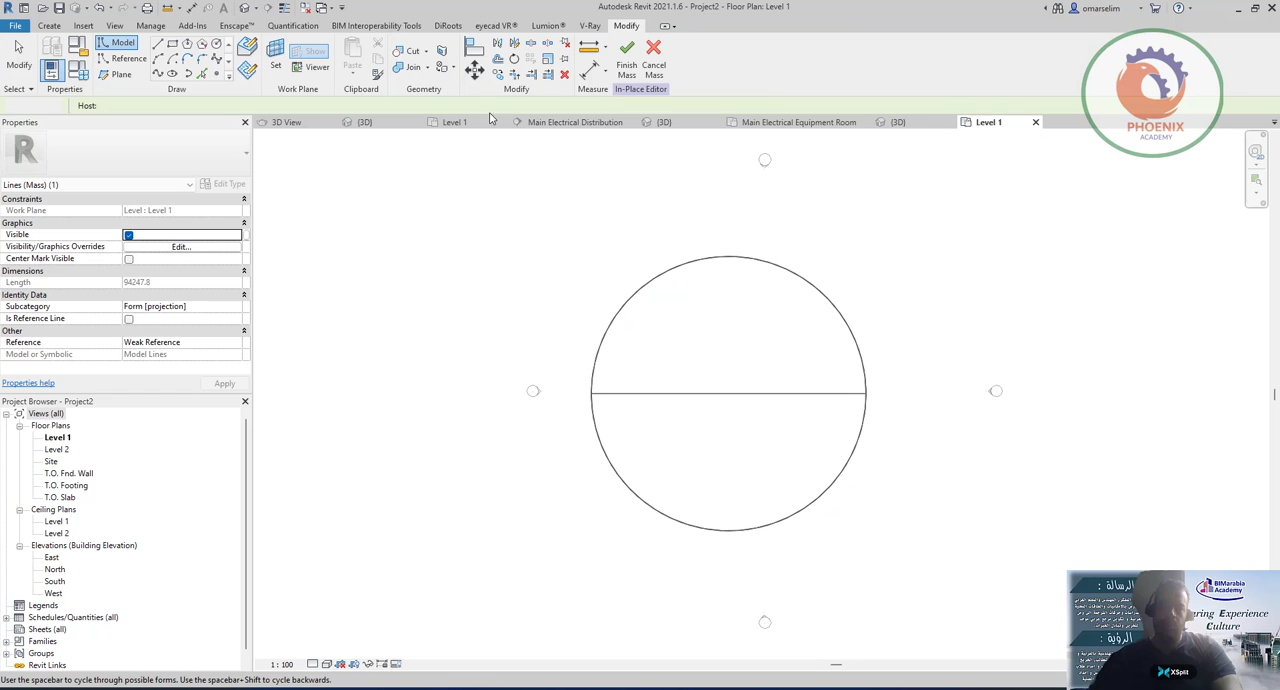 Autodesk Revit 2021.1.6 - Project2 - Floor Plan: Level 1
omarselim
File Create Insert View Manage Add-Ins Enscape™ Quantification BIM Interoperability Tools DiRoots eyecad VR® Lumion® V-Ray Modify
Modify
Model
Reference
Plane
Set
Show
Viewer
Paste
Cut
Join
Finish Mass
Cancel Mass
Select Properties Draw Work Plane Clipboard Geometry Modify Measure In-Place Editor
Host:
PHOENIX
ACADEMY
Properties
3D View
{3D}
Level 1
Main Electrical Distribution
{3D}
Main Electrical Equipment Room
{3D}
Level 1
Lines (Mass) (1)
Edit Type
Constraints
Work Plane Level : Level 1
Graphics
Visible
Visibility/Graphics Overrides Edit...
Center Mark Visible
Dimensions
Length 94247.8
Identity Data
Subcategory Form [projection]
Is Reference Line
Other
Reference Weak Reference
Model or Symbolic Model Lines
Properties help
Apply
Project Browser - Project2
Views (all)
Floor Plans
Level 1
Level 2
Site
T.O. Fnd. Wall
T.O. Footing
T.O. Slab
Ceiling Plans
Level 1
Level 2
Elevations (Building Elevation)
East
North
South
West
Legends
Schedules/Quantities (all)
Sheets (all)
Families
Groups
Revit Links
1 : 100
Use the spacebar to cycle through possible forms. Use the spacebar+Shift to cycle backwards.
الرسالة :
الرؤية :
BIMarabia
Academy
aring Experience
Culture
XSplit